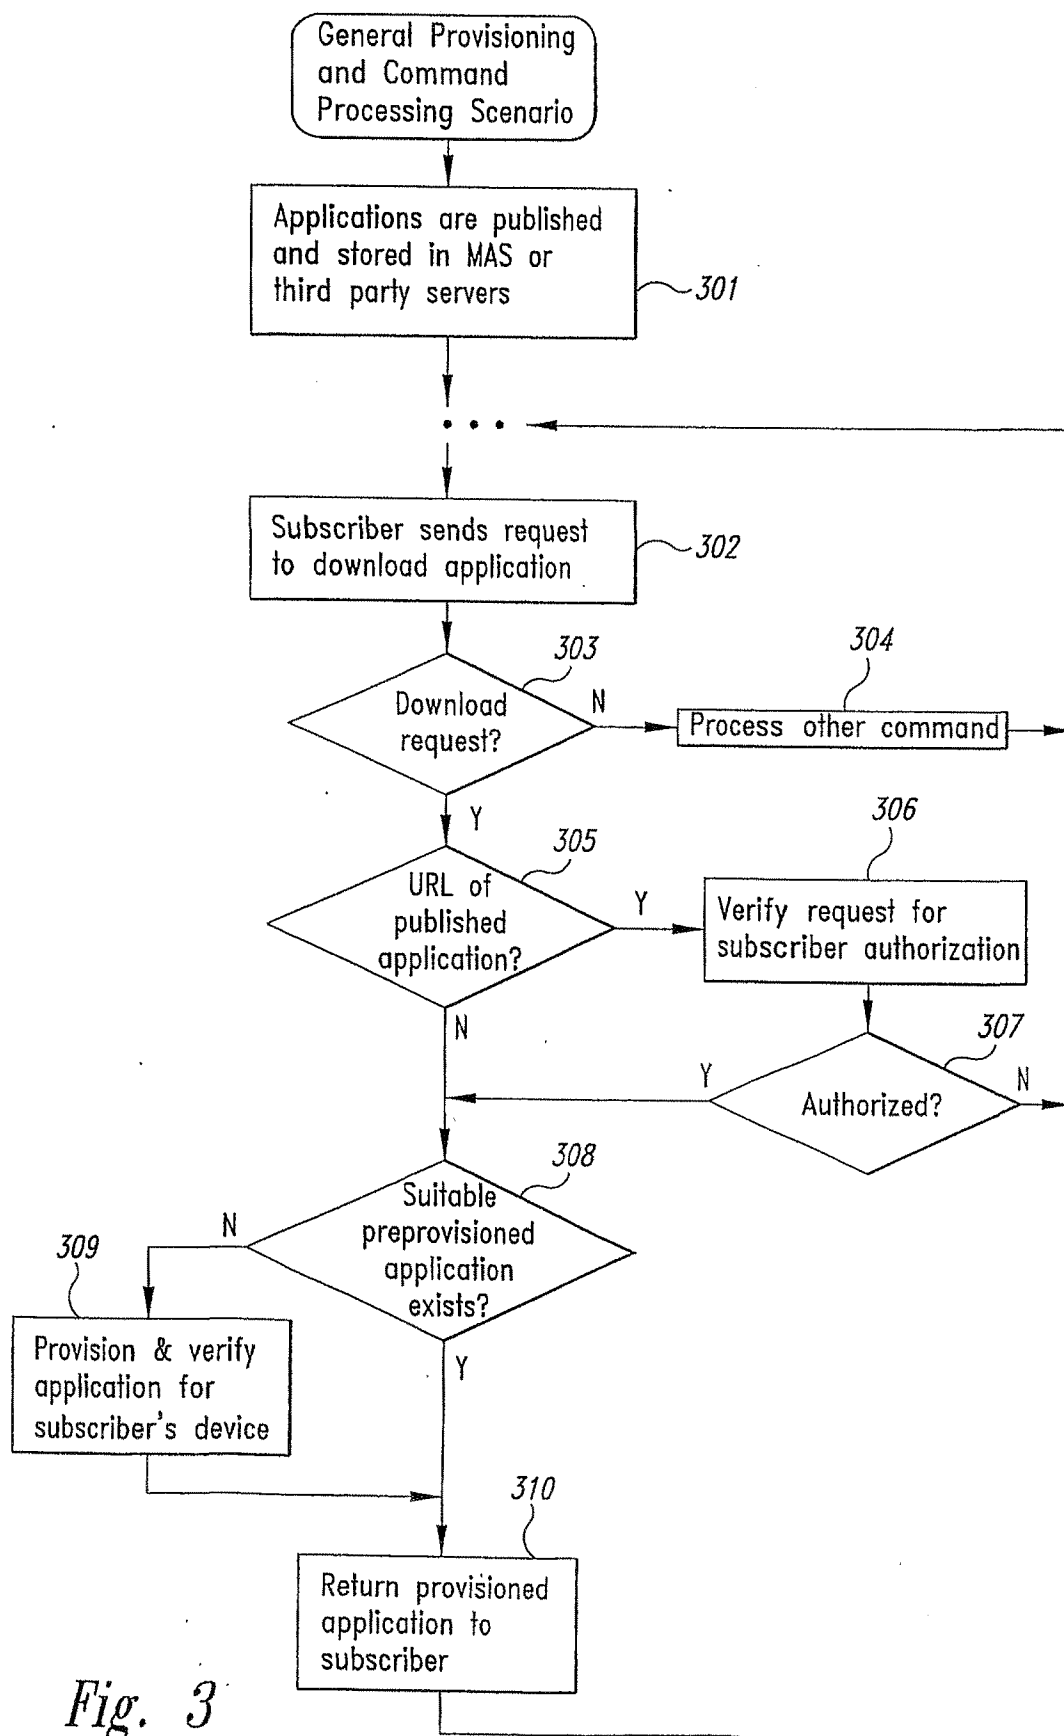 General Provisioning
and Command
Processing Scenario
Applications are published
and stored in MAS or
third party servers
301
• • •
Subscriber sends request
to download application
302
303
Download
request?
N
304
Process other command
Y
305
URL of
published
application?
Y
306
Verify request for
subscriber authorization
N
307
Authorized?
Y
N
308
Suitable
preprovisioned
application
exists?
N
309
Provision & verify
application for
subscriber's device
Y
310
Return provisioned
application to
subscriber
Fig. 3